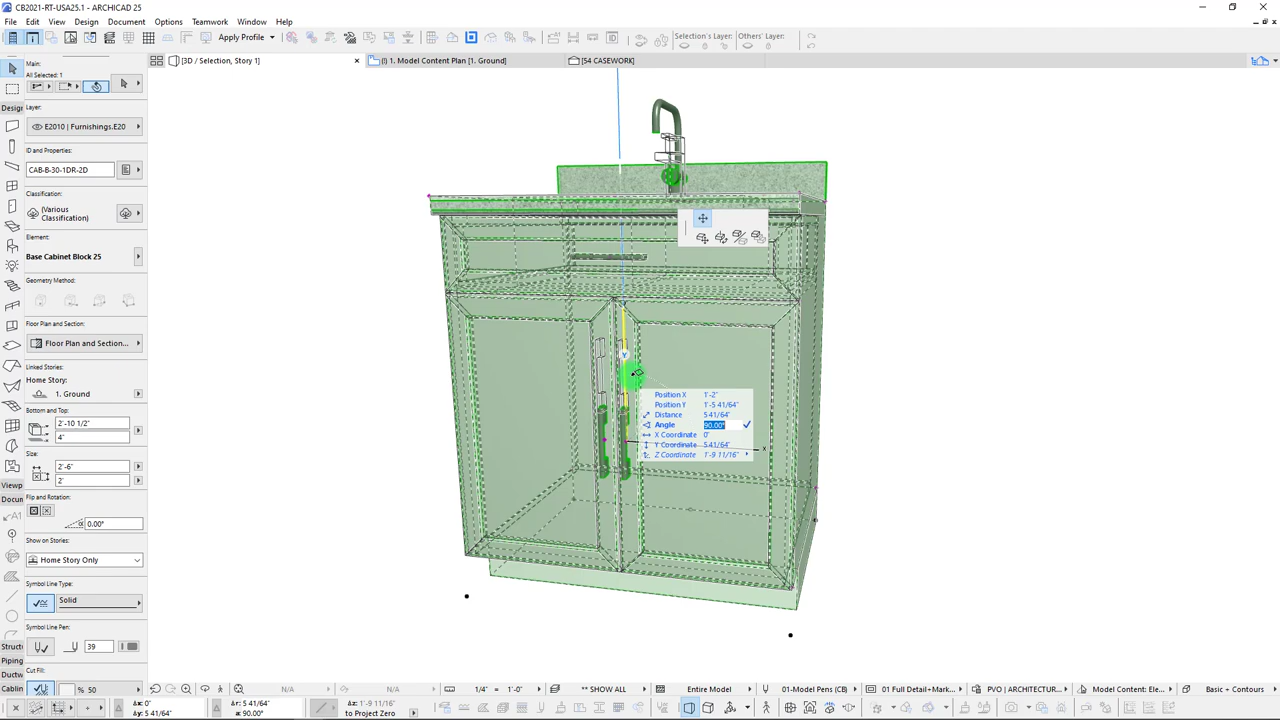 CB2021-RT-USA25.1 - ARCHICAD 25
File Edit View Design Document Options Teamwork Window Help
Apply Profile
Selection's Layer:
Others' Layer:
Main:
All Selected: 1
[3D / Selection, Story 1]
(!) 1. Model Content Plan [1. Ground]
[54 CASEWORK]
Design
Layer:
E2010 | Furnishings.E20
ID and Properties:
CAB-B-30-1DR-2D
Classification:
(Various
Classification)
Element:
Base Cabinet Block 25
Geometry Method:
Floor Plan and Section:
Floor Plan and Section...
Linked Stories:
Home Story:
1. Ground
Bottom and Top:
2'-10 1/2"
4"
Size:
2'-6"
2'
Flip and Rotation:
0.00°
Show on Stories:
Home Story Only
Symbol Line Type:
Solid
Symbol Line Pen:
39
Cut Fill:
% 50
Viewp
Docum
Structu
Piping
Ductw
Cablin
Y
x
Position X 1'-2"
Position Y 1'-5 41/64"
Distance 5 41/64"
Angle 90.00°
X Coordinate 0'
Y Coordinate 5 41/64"
Z Coordinate 1'-9 11/16"
N/A
N/A
1/4" = 1'-0"
** SHOW ALL
Entire Model
01-Model Pens (CB)
01 Full Detail+Mark...
PVO | ARCHITECTUR...
Model Content: Ele...
Basic + Contours
Δx: 0'
Δy: 5 41/64"
Δr: 5 41/64"
a: 90.00°
Δz: 1'-9 11/16"
to Project Zero